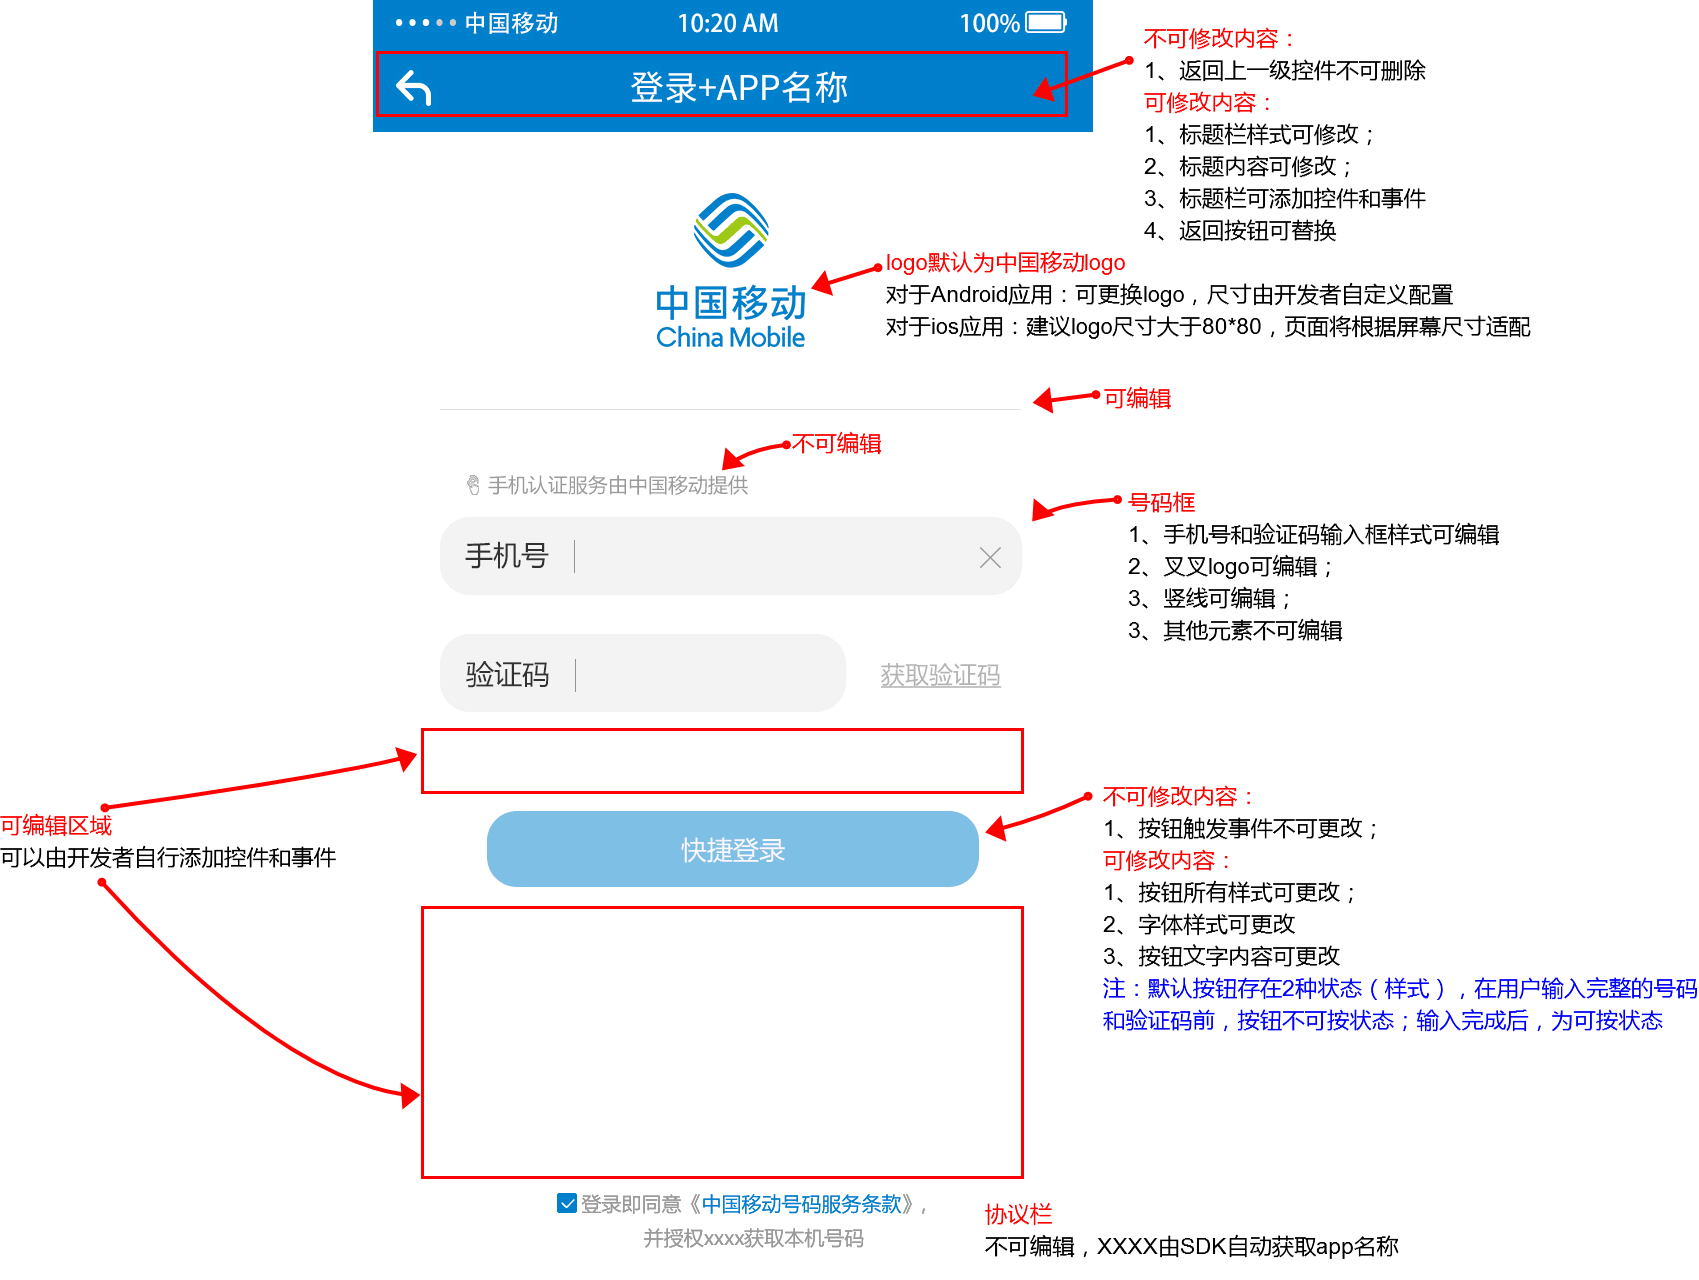 中国移动
10:20 AM
100%
登录+APP名称
不可修改内容：
1、返回上一级控件不可删除
可修改内容：
1、标题栏样式可修改；
2、标题内容可修改；
3、标题栏可添加控件和事件
4、返回按钮可替换
中国移动
China Mobile
logo默认为中国移动logo
对于Android应用：可更换logo，尺寸由开发者自定义配置
对于ios应用：建议logo尺寸大于80*80，页面将根据屏幕尺寸适配
可编辑
不可编辑
手机认证服务由中国移动提供
手机号
号码框
1、手机号和验证码输入框样式可编辑
2、叉叉logo可编辑；
3、竖线可编辑；
3、其他元素不可编辑
验证码
获取验证码
可编辑区域
可以由开发者自行添加控件和事件
快捷登录
不可修改内容：
1、按钮触发事件不可更改；
可修改内容：
1、按钮所有样式可更改；
2、字体样式可更改
3、按钮文字内容可更改
注：默认按钮存在2种状态（样式），在用户输入完整的号码
和验证码前，按钮不可按状态；输入完成后，为可按状态
登录即同意《中国移动号码服务条款》,
并授权xxxx获取本机号码
协议栏
不可编辑，XXXX由SDK自动获取app名称